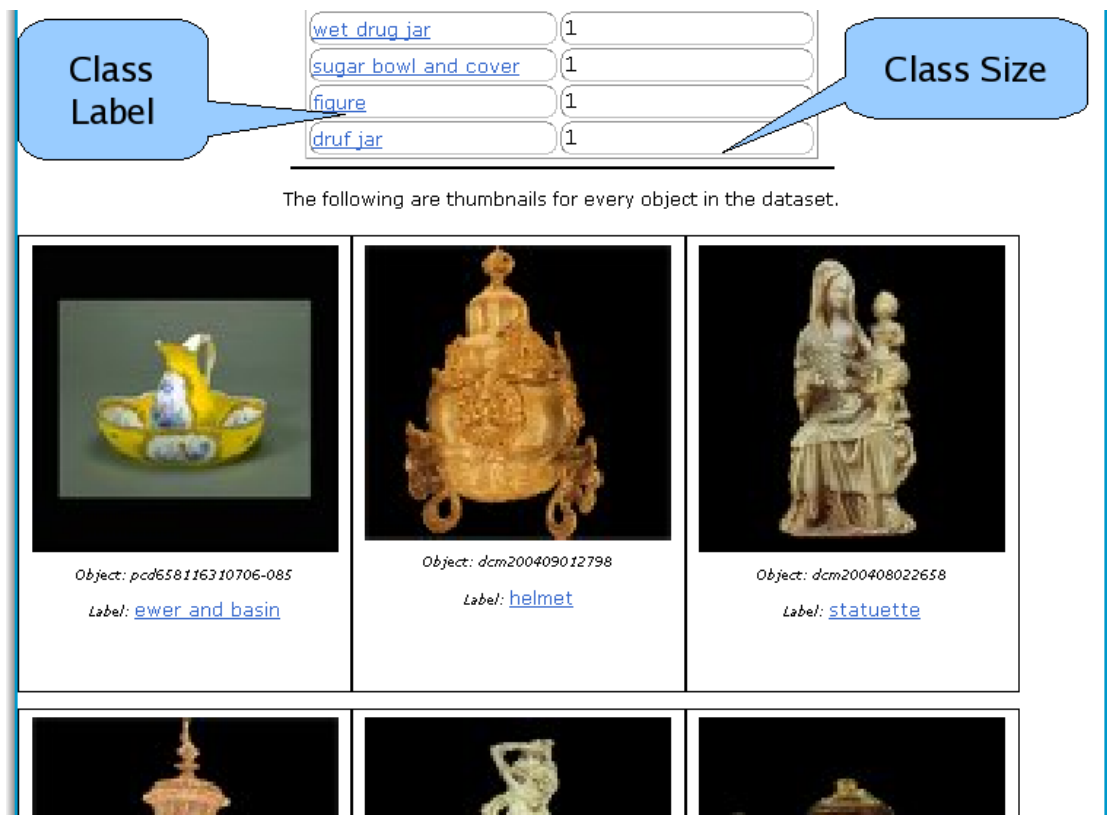 Class
Label
Class Size
wet drug jar 1
sugar bowl and cover 1
figure 1
druf jar 1
The following are thumbnails for every object in the dataset.
Object: pcd658116310706-085
Label: ewer and basin
Object: dcm200409012798
Label: helmet
Object: dcm200408022658
Label: statuette